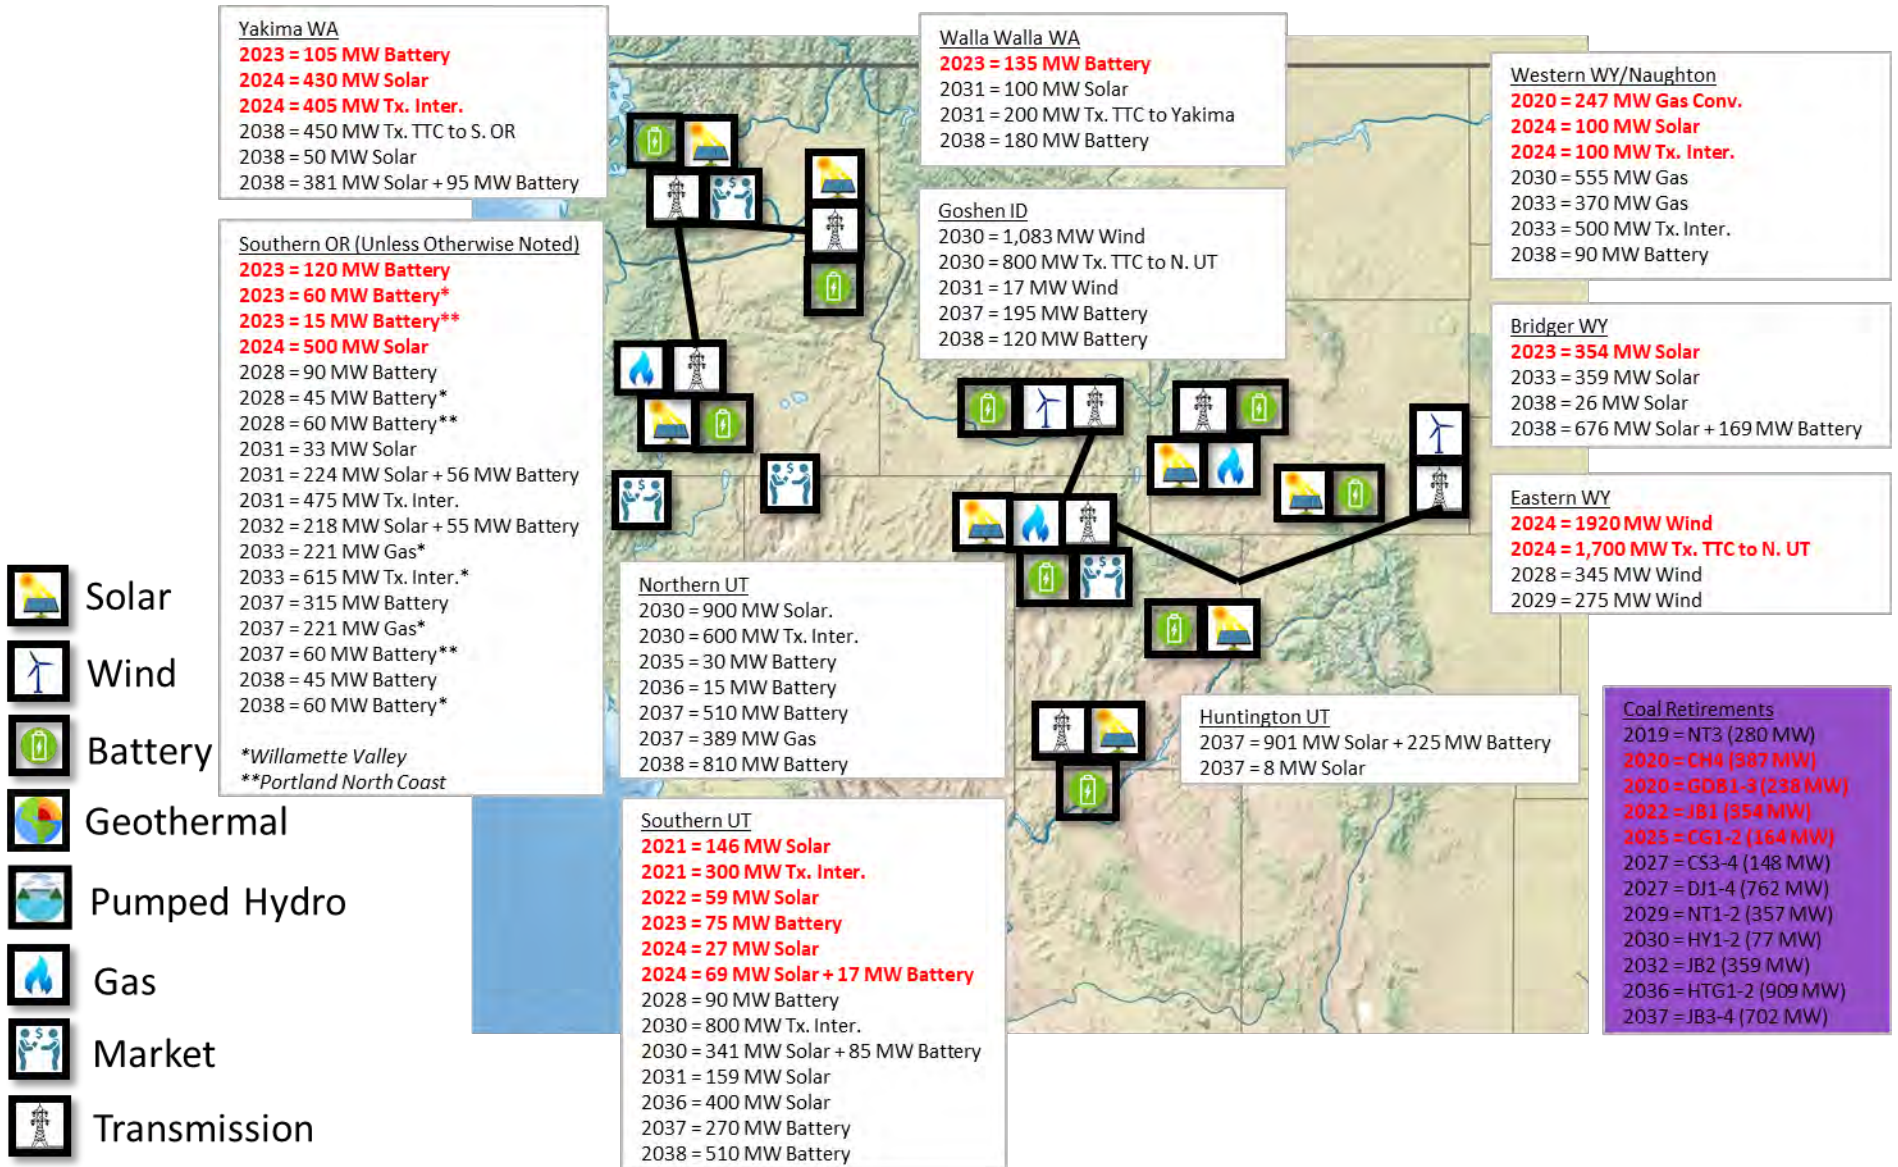 Yakima WA
2023 = 105 MW Battery
2024 = 430 MW Solar
2024 = 405 MW Tx. Inter.
2038 = 450 MW Tx. TTC to S. OR
2038 = 50 MW Solar
2038 = 381 MW Solar + 95 MW Battery
Southern OR (Unless Otherwise Noted)
2023 = 120 MW Battery
2023 = 60 MW Battery*
2023 = 15 MW Battery**
2024 = 500 MW Solar
2028 = 90 MW Battery
2028 = 45 MW Battery*
2028 = 60 MW Battery**
2031 = 33 MW Solar
2031 = 224 MW Solar + 56 MW Battery
2031 = 475 MW Tx. Inter.
2032 = 218 MW Solar + 55 MW Battery
2033 = 221 MW Gas*
2033 = 615 MW Tx. Inter.*
2037 = 315 MW Battery
2037 = 221 MW Gas*
2037 = 60 MW Battery**
2038 = 45 MW Battery
2038 = 60 MW Battery*
*Willamette Valley
**Portland North Coast
Walla Walla WA
2023 = 135 MW Battery
2031 = 100 MW Solar
2031 = 200 MW Tx. TTC to Yakima
2038 = 180 MW Battery
Goshen ID
2030 = 1,083 MW Wind
2030 = 800 MW Tx. TTC to N. UT
2031 = 17 MW Wind
2037 = 195 MW Battery
2038 = 120 MW Battery
Western WY/Naughton
2020 = 247 MW Gas Conv.
2024 = 100 MW Solar
2024 = 100 MW Tx. Inter.
2030 = 555 MW Gas
2033 = 370 MW Gas
2033 = 500 MW Tx. Inter.
2038 = 90 MW Battery
Bridger WY
2023 = 354 MW Solar
2033 = 359 MW Solar
2038 = 26 MW Solar
2038 = 676 MW Solar + 169 MW Battery
Eastern WY
2024 = 1920 MW Wind
2024 = 1,700 MW Tx. TTC to N. UT
2028 = 345 MW Wind
2029 = 275 MW Wind
Northern UT
2030 = 900 MW Solar.
2030 = 600 MW Tx. Inter.
2035 = 30 MW Battery
2036 = 15 MW Battery
2037 = 510 MW Battery
2037 = 389 MW Gas
2038 = 810 MW Battery
Huntington UT
2037 = 901 MW Solar + 225 MW Battery
2037 = 8 MW Solar
Southern UT
2021 = 146 MW Solar
2021 = 300 MW Tx. Inter.
2022 = 59 MW Solar
2023 = 75 MW Battery
2024 = 27 MW Solar
2024 = 69 MW Solar + 17 MW Battery
2028 = 90 MW Battery
2030 = 800 MW Tx. Inter.
2030 = 341 MW Solar + 85 MW Battery
2031 = 159 MW Solar
2036 = 400 MW Solar
2037 = 270 MW Battery
2038 = 510 MW Battery
Coal Retirements
2019 = NT3 (280 MW)
2020 = CH4 (387 MW)
2020 = GDB1-3 (238 MW)
2022 = JB1 (354 MW)
2025 = CG1-2 (164 MW)
2027 = CS3-4 (148 MW)
2027 = DJ1-4 (762 MW)
2029 = NT1-2 (357 MW)
2030 = HY1-2 (77 MW)
2032 = JB2 (359 MW)
2036 = HTG1-2 (909 MW)
2037 = JB3-4 (702 MW)
Solar
Wind
Battery
Geothermal
Pumped Hydro
Gas
Market
Transmission